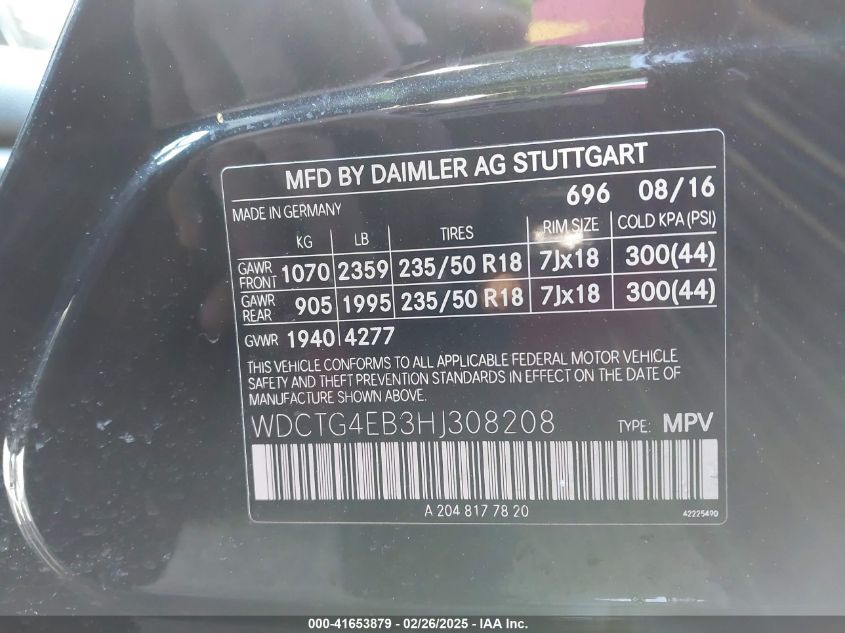 MFD BY DAIMLER AG STUTTGART
696 08/16
MADE IN GERMANY
KG LB TIRES RIM SIZE COLD KPA (PSI)
GAWR FRONT 1070 2359 235/50 R18 7Jx18 300(44)
GAWR REAR 905 1995 235/50 R18 7Jx18 300(44)
GVWR 1940 4277
THIS VEHICLE CONFORMS TO ALL APPLICABLE FEDERAL MOTOR VEHICLE
SAFETY AND THEFT PREVENTION STANDARDS IN EFFECT ON THE DATE OF
MANUFACTURE SHOWN ABOVE.
WDCTG4EB3HJ308208 TYPE: MPV
A 204 817 78 20 42225490
000-41653879 - 02/26/2025 - IAA Inc.